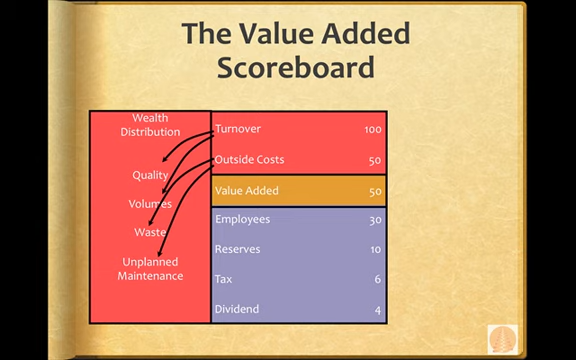 The Value Added
Scoreboard
Wealth
Distribution
Quality
Volumes
Waste
Unplanned
Maintenance
Turnover 100
Outside Costs 50
Value Added 50
Employees 30
Reserves 10
Tax 6
Dividend 4